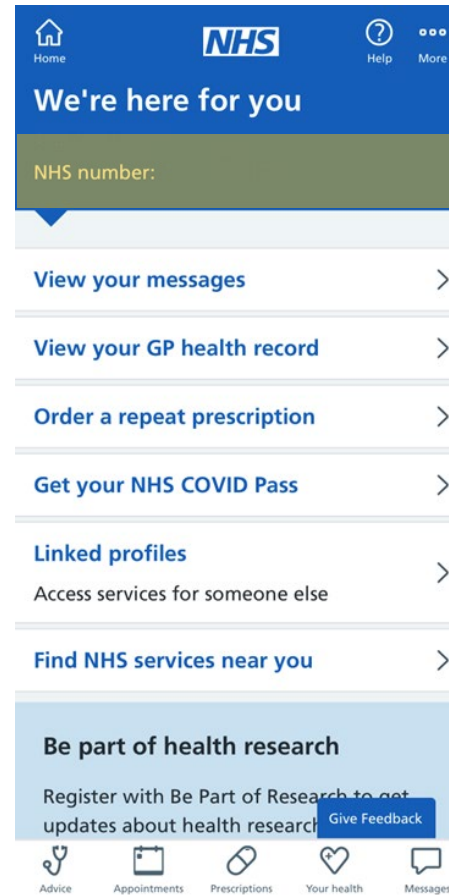 NHS
Home
Help
More
We're here for you
NHS number:
View your messages
View your GP health record
Order a repeat prescription
Get your NHS COVID Pass
Linked profiles
Access services for someone else
Find NHS services near you
Be part of health research
Register with Be Part of Research to get
updates about health research
Give Feedback
Advice
Appointments
Prescriptions
Your health
Messages